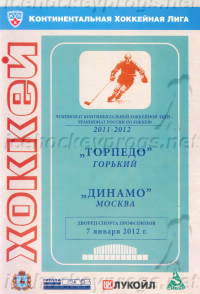 КОНТИНЕНТАЛЬНАЯ ХОККЕЙНАЯ ЛИГА
ХОККЕЙ
ЧЕМПИОНАТ КОНТИНЕНТАЛЬНОЙ ХОККЕЙНОЙ ЛИГИ -
ЧЕМПИОНАТ РОССИИ ПО ХОККЕЮ
2011-2012
„ТОРПЕДО”
ГОРЬКИЙ
„ДИНАМО”
МОСКВА
ДВОРЕЦ СПОРТА ПРОФСОЮЗОВ
7 января 2012 г.
ЛУКОЙЛ